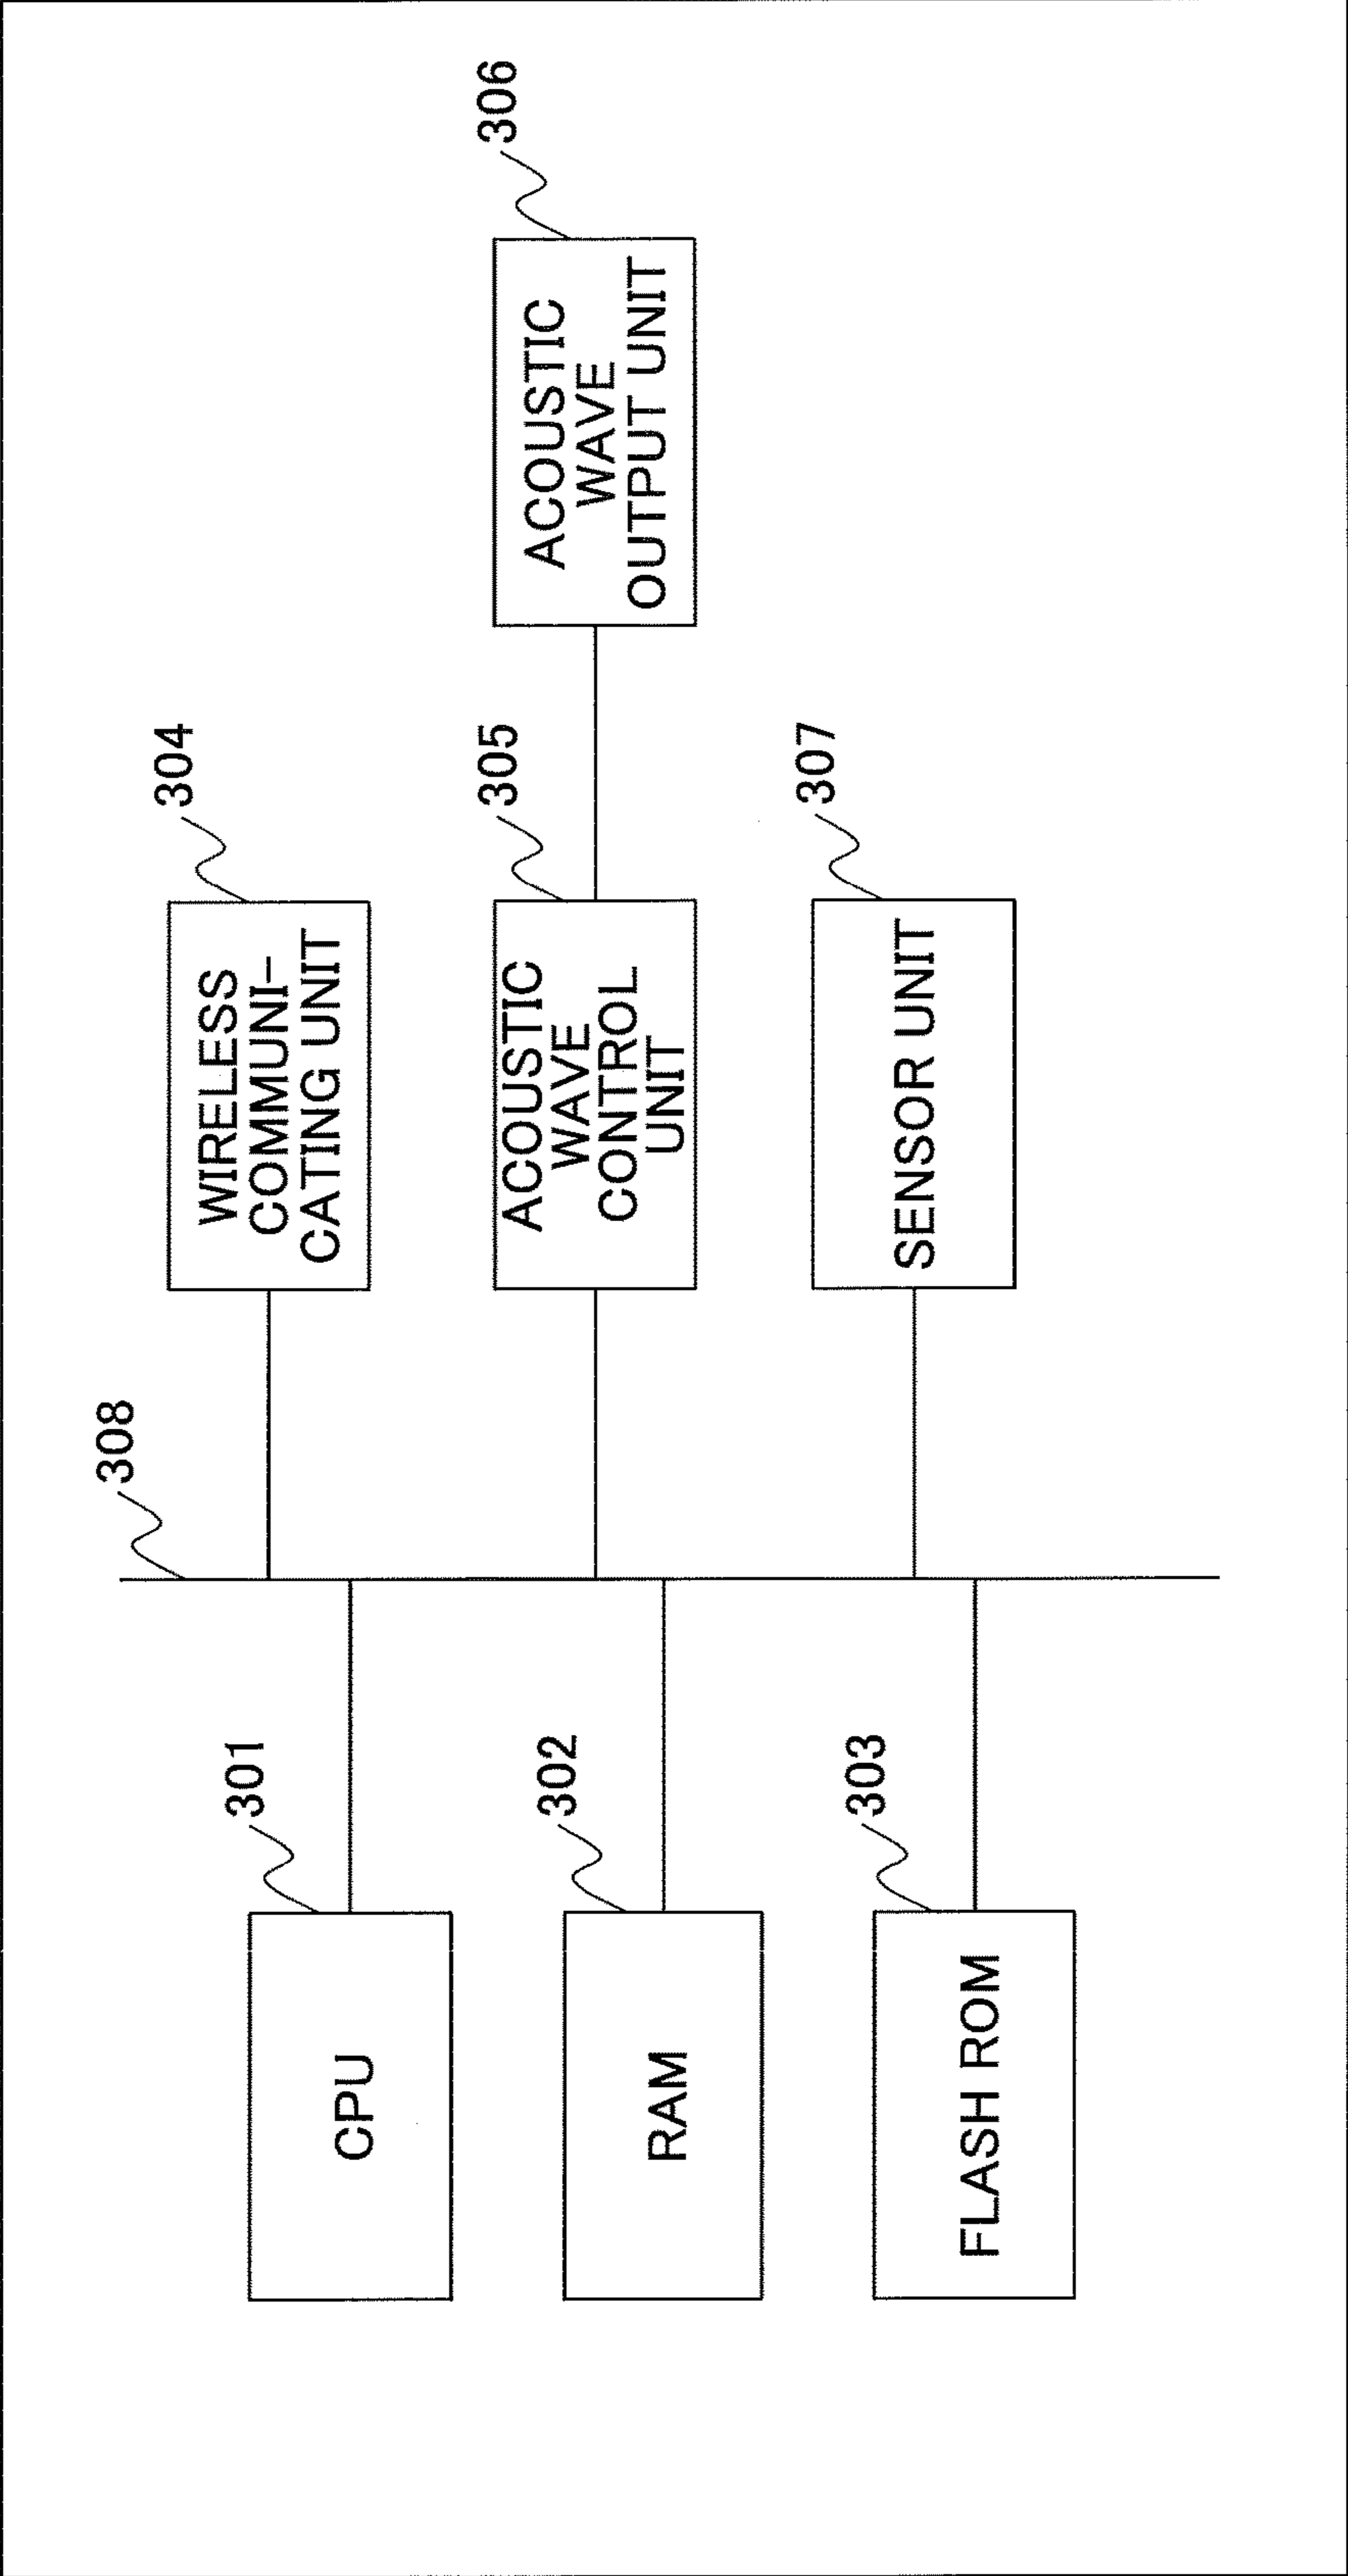 308
301
CPU
302
RAM
303
FLASH ROM
304
WIRELESS
COMMUNI-
CATING UNIT
305
ACOUSTIC
WAVE
CONTROL
UNIT
306
ACOUSTIC
WAVE
OUTPUT UNIT
307
SENSOR UNIT